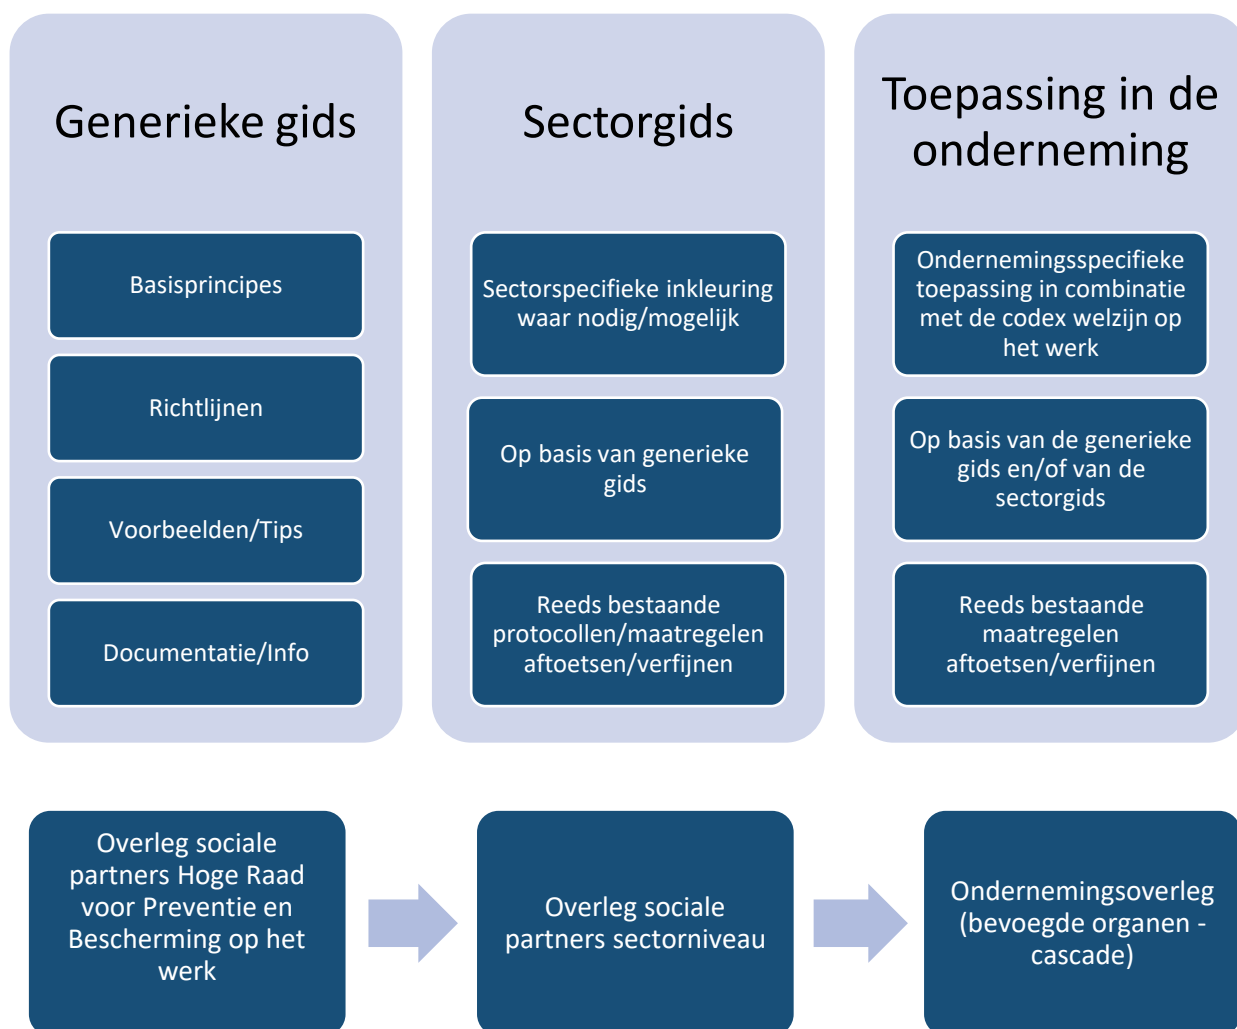 Generieke gids
Basisprincipes
Richtlijnen
Voorbeelden/Tips
Documentatie/Info
Sectorgids
Sectorspecifieke inkleuring
waar nodig/mogelijk
Op basis van generieke
gids
Reeds bestaande
protocollen/maatregelen
aftoetsen/verfijnen
Toepassing in de
onderneming
Ondernemingsspecifieke
toepassing in combinatie
met de codex welzijn op
het werk
Op basis van de generieke
gids en/of van de
sectorgids
Reeds bestaande
maatregelen
aftoetsen/verfijnen
Overleg sociale
partners Hoge Raad
voor Preventie en
Bescherming op het
werk
Overleg sociale
partners sectorniveau
Ondernemingsoverleg
(bevoegde organen -
cascade)